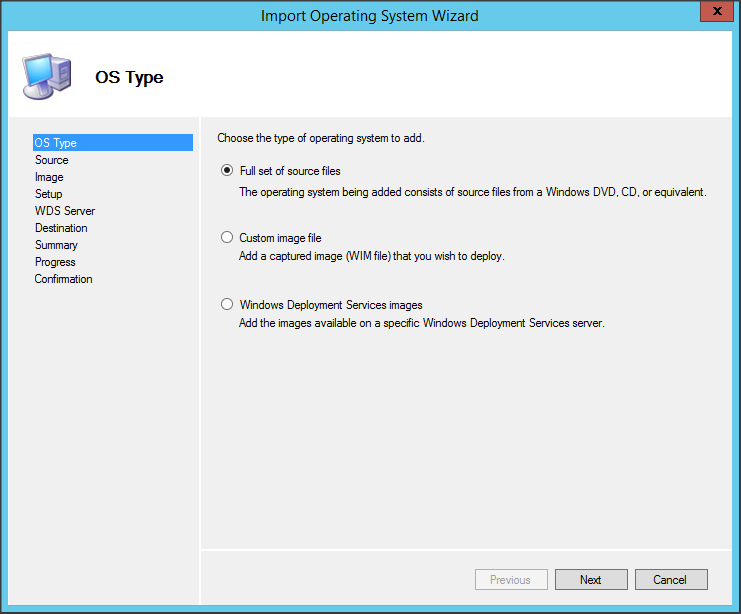 Import Operating System Wizard
x
OS Type
OS Type
Source
Image
Setup
WDS Server
Destination
Summary
Progress
Confirmation
Choose the type of operating system to add.
Full set of source files
The operating system being added consists of source files from a Windows DVD, CD, or equivalent.
Custom image file
Add a captured image (WIM file) that you wish to deploy.
Windows Deployment Services images
Add the images available on a specific Windows Deployment Services server.
Previous
Next
Cancel